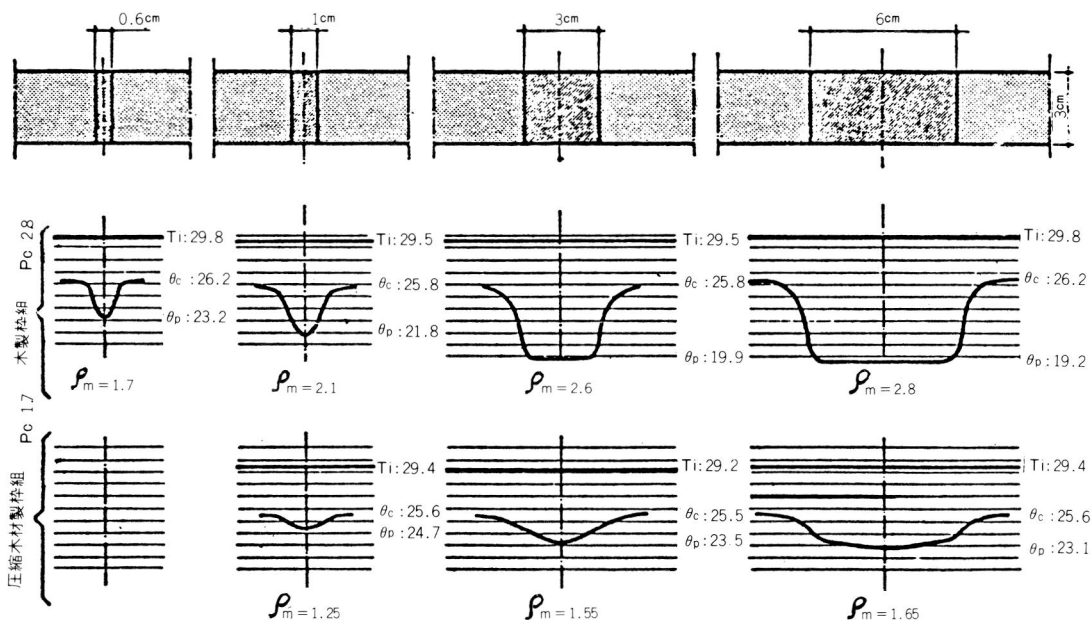 0.6cm
1cm
3cm
6cm
3cm
木製枠組 Pc 2.8
Ti:29.8
θc:26.2
θp:23.2
ρm=1.7
Ti:29.5
θc:25.8
θp:21.8
ρm=2.1
Ti:29.5
θc:25.8
θp:19.9
ρm=2.6
Ti:29.8
θc:26.2
θp:19.2
ρm=2.8
圧縮木材製枠組 Pc 1.7
Ti:29.4
θc:25.6
θp:24.7
ρm=1.25
Ti:29.2
θc:25.5
θp:23.5
ρm=1.55
Ti:29.4
θc:25.6
θp:23.1
ρm=1.65